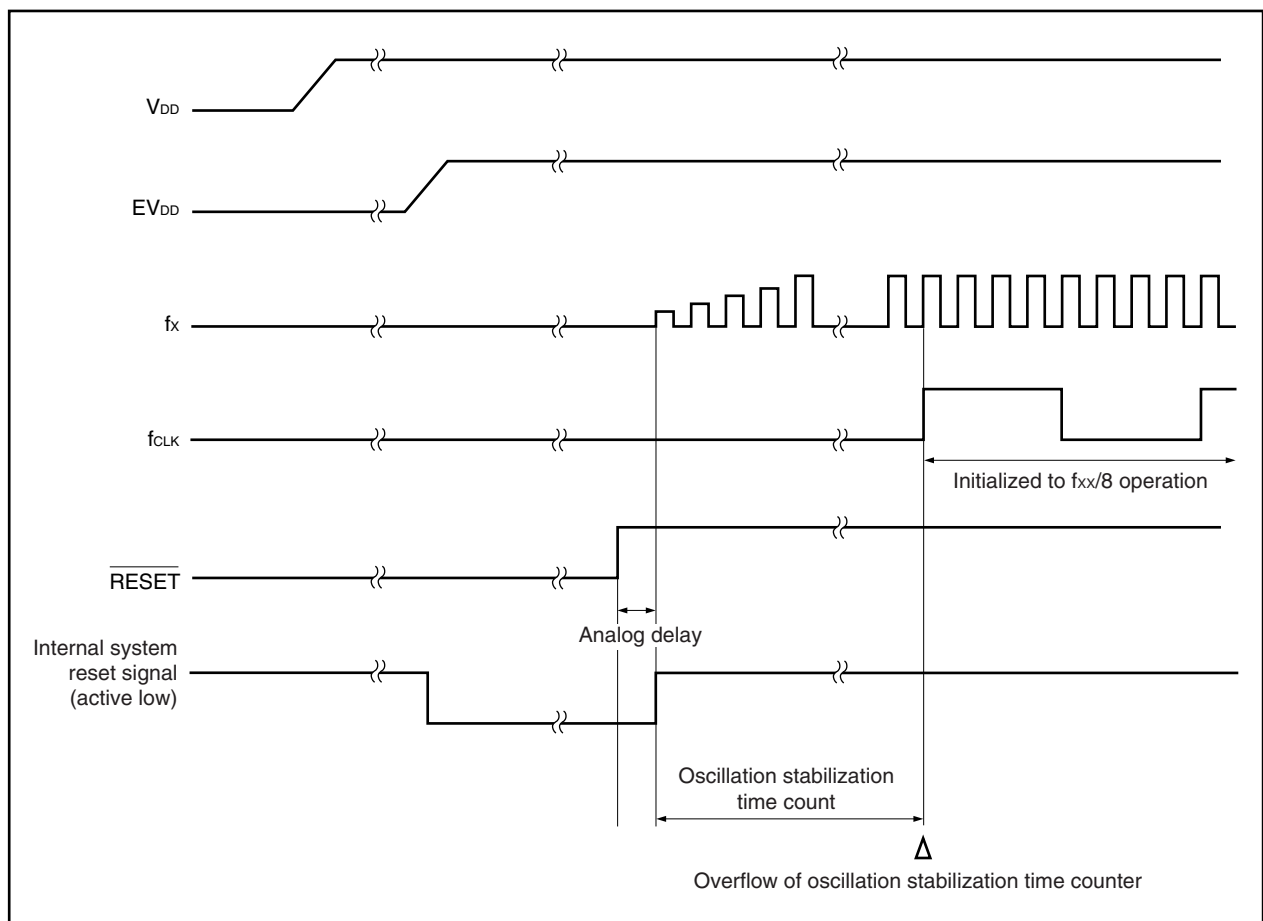 VDD
EVDD
fX
fCLK
Initialized to fXX/8 operation
RESET
Analog delay
Internal system
reset signal
(active low)
Oscillation stabilization
time count
Overflow of oscillation stabilization time counter